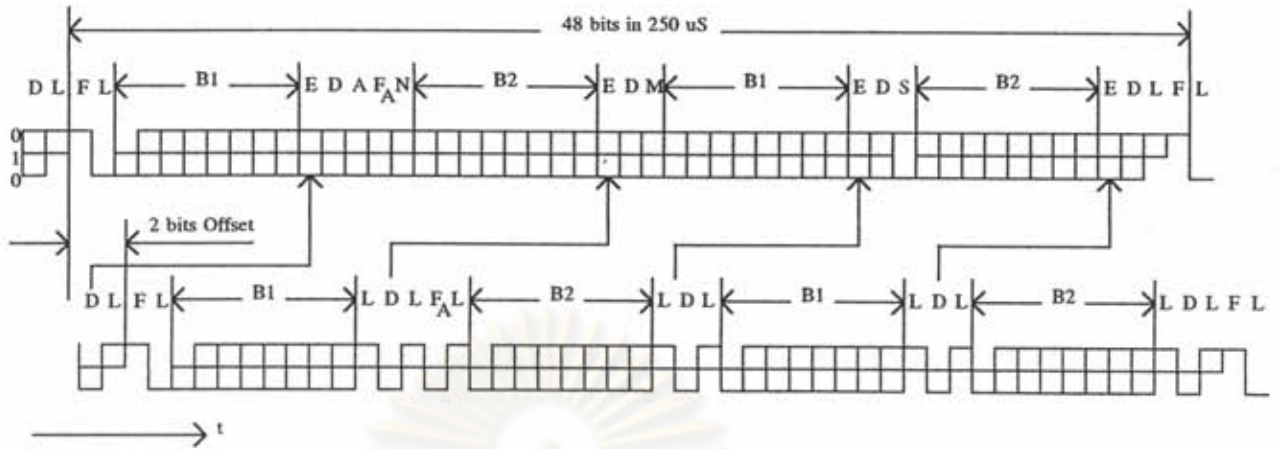 48 bits in 250 uS
D L F L B1 E D A F A N B2 E D M B1 E D S B2 E D L F L
0
1
0
2 bits Offset
D L F L B1 L D L F A L B2 L D L B1 L D L B2 L D L F L
t